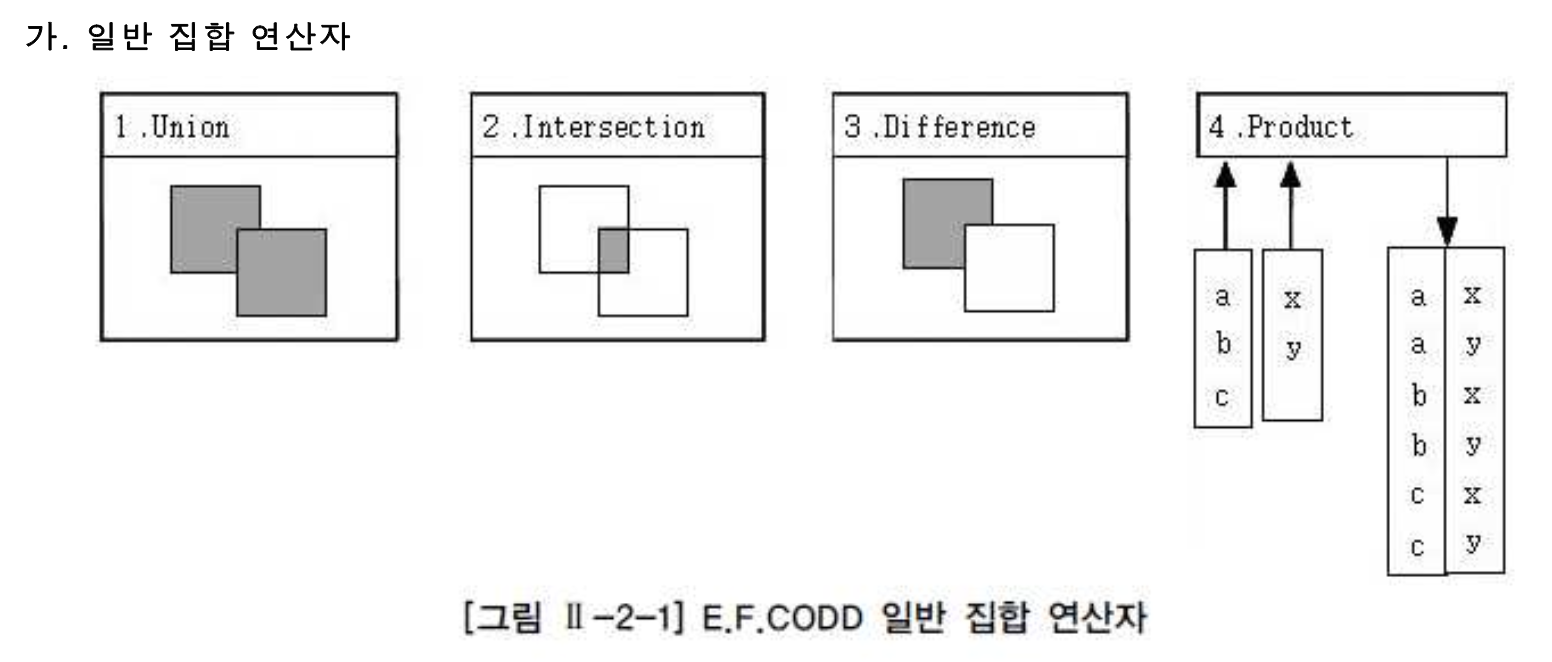 가. 일반 집합 연산자
1.Union
2.Intersection
3.Difference
4.Product
a
b
c
x
y
a x
a y
b x
b y
c x
c y
[그림 Ⅱ-2-1] E.F.CODD 일반 집합 연산자